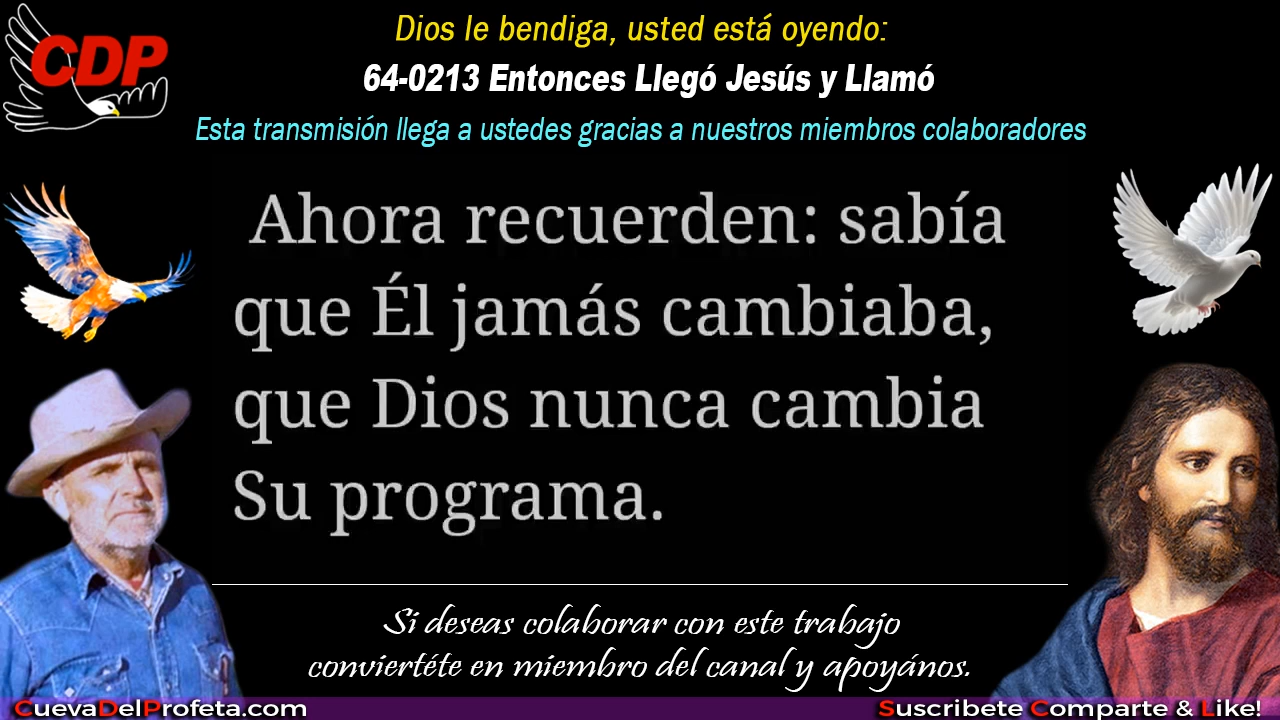 CDP
Dios le bendiga, usted está oyendo:
64-0213 Entonces Llegó Jesús y Llamó
Esta transmisión llega a ustedes gracias a nuestros miembros colaboradores
Ahora recuerden: sabía
que Él jamás cambiaba,
que Dios nunca cambia
Su programa.
Si deseas colaborar con este trabajo
conviertéte en miembro del canal y apoyános.
CuevaDelProfeta.com
Suscribete Comparte & Like!